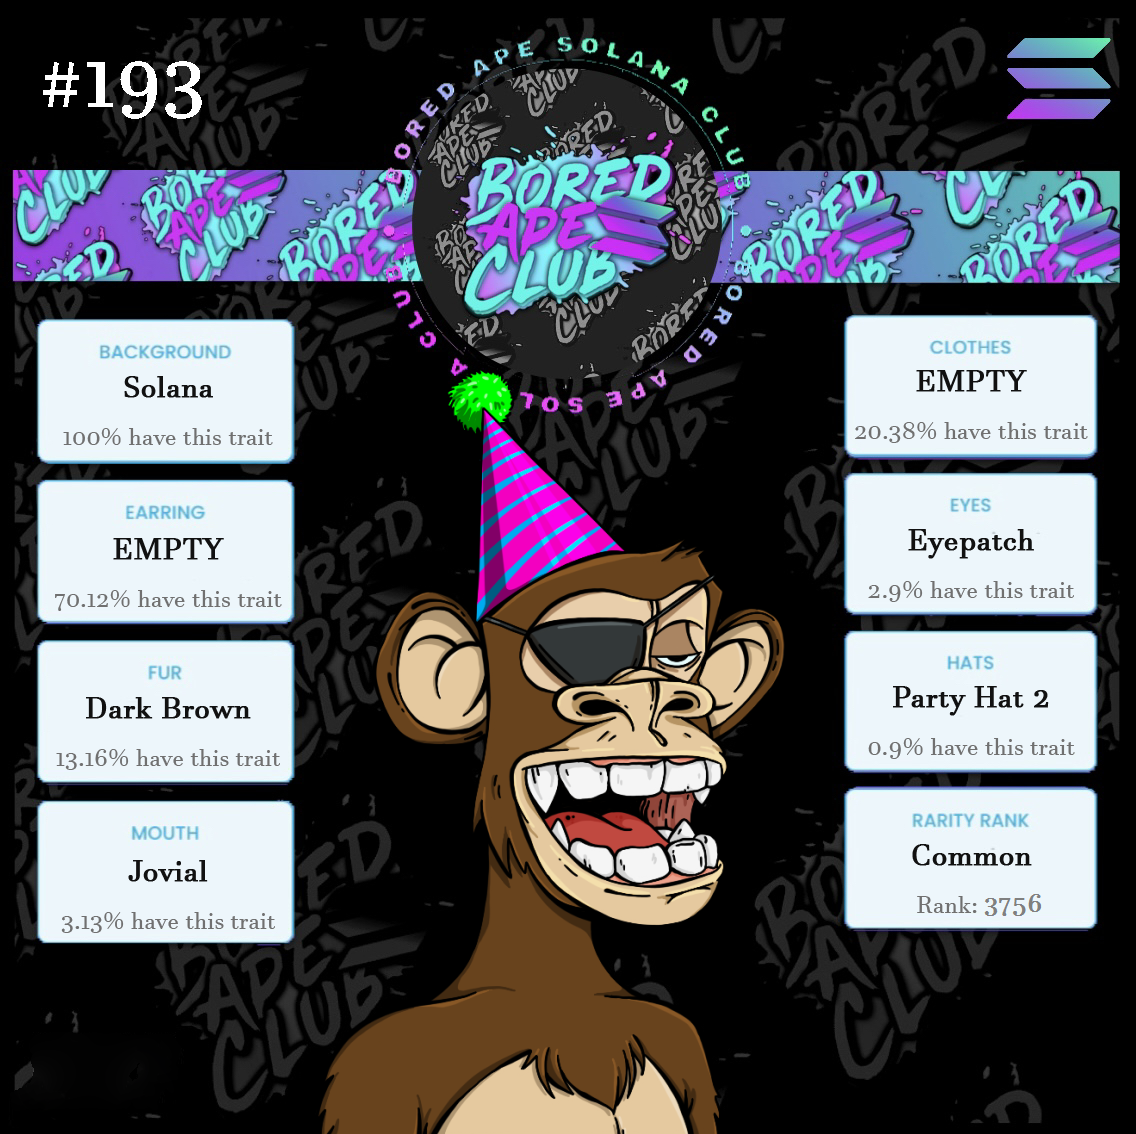 #193
BORED APE SOLANA CLUB
BORED
APE
CLUB
BORED APE SOL
A CLUB
BACKGROUND
Solana
100% have this trait
EARRING
EMPTY
70.12% have this trait
FUR
Dark Brown
13.16% have this trait
MOUTH
Jovial
3.13% have this trait
CLOTHES
EMPTY
20.38% have this trait
EYES
Eyepatch
2.9% have this trait
HATS
Party Hat 2
0.9% have this trait
RARITY RANK
Common
Rank: 3756